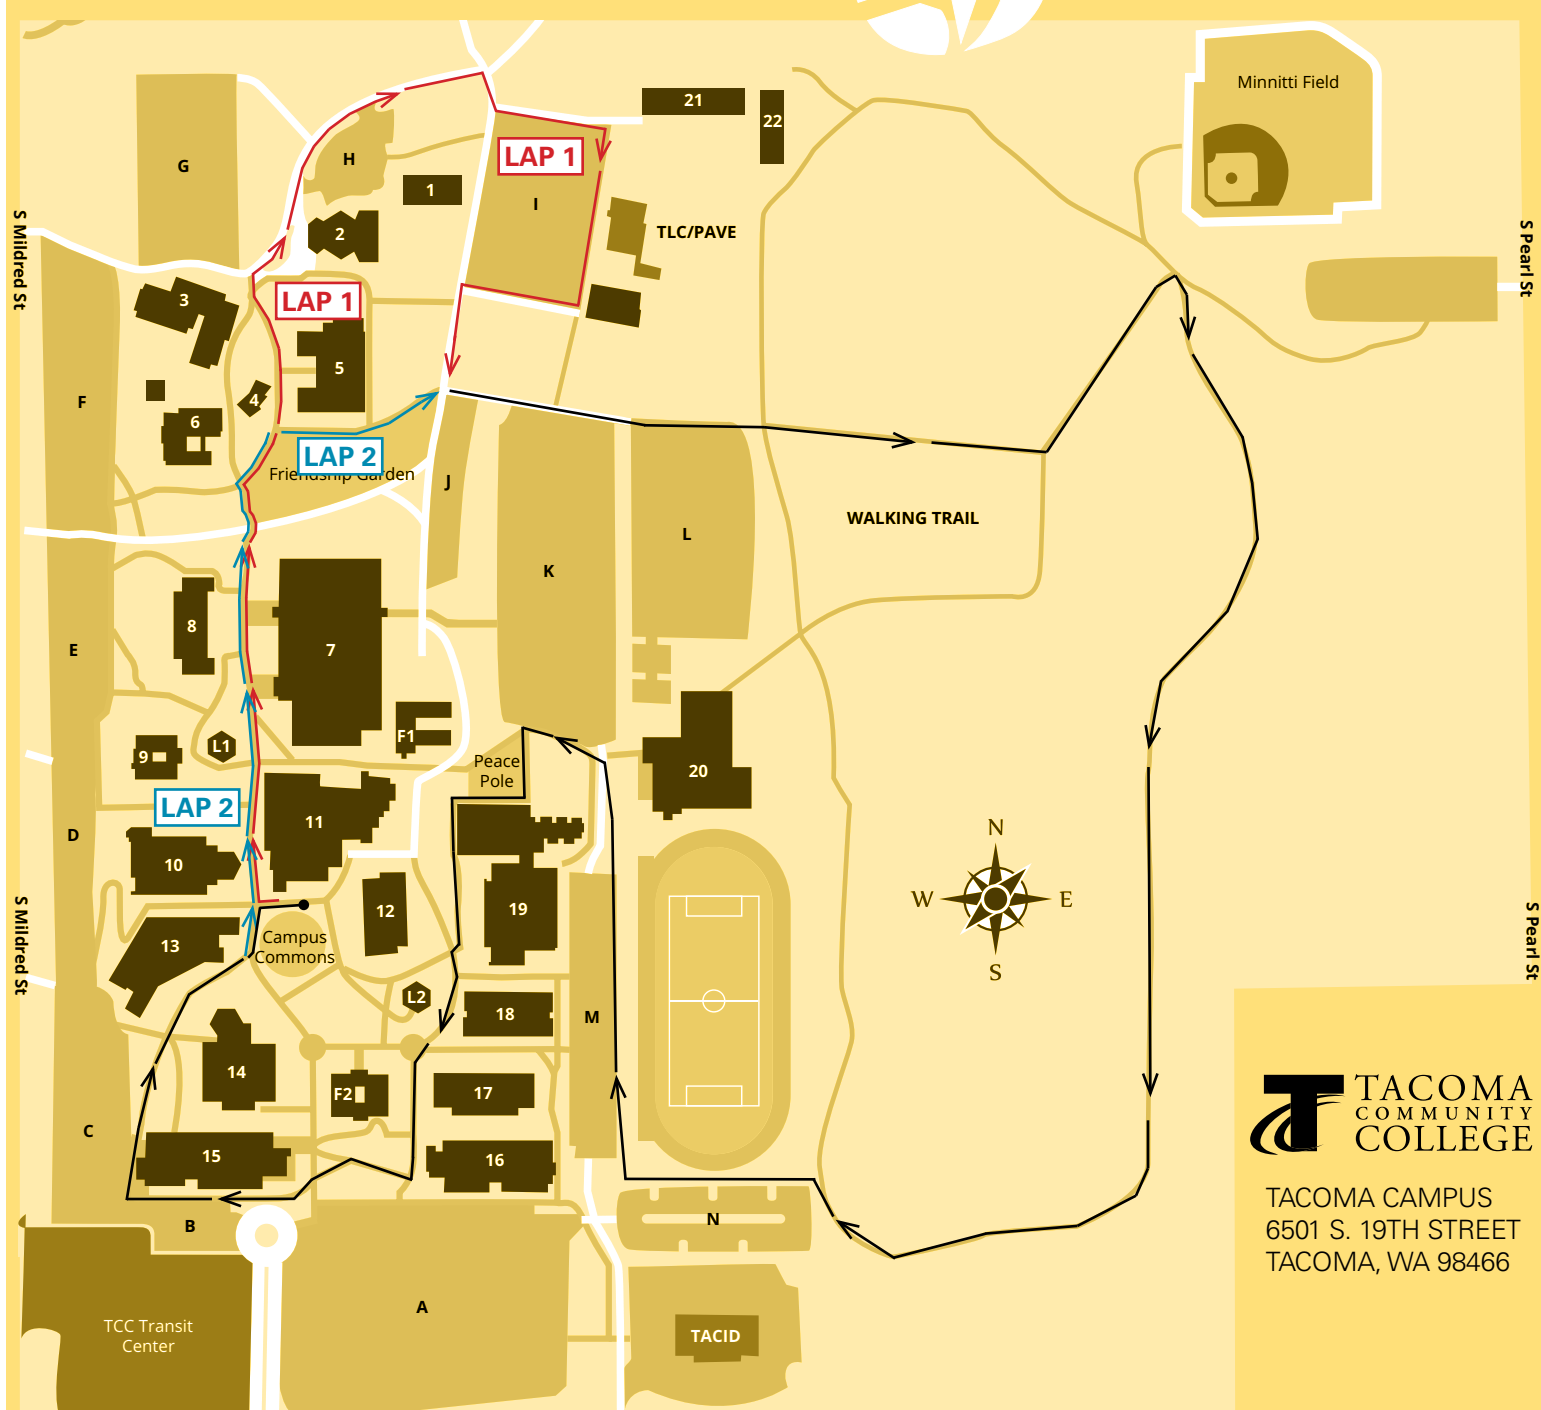 Minnitti Field
21
22
G
H
LAP 1
1
I
S Mildred St
2
TLC/PAVE
S Pearl St
3
LAP 1
5
F
4
6
LAP 2
Friendship Garden
J
WALKING TRAIL
L
K
8
7
E
L1
F1
9
Peace
Pole
20
LAP 2
11
D
10
N
W
E
S
12
19
S Mildred St
13
Campus
Commons
S Pearl St
L2
18
M
14
F2
17
C
15
16
B
N
A
TCC Transit
Center
TACID
TACOMA
COMMUNITY
COLLEGE
TACOMA CAMPUS
6501 S. 19TH STREET
TACOMA, WA 98466